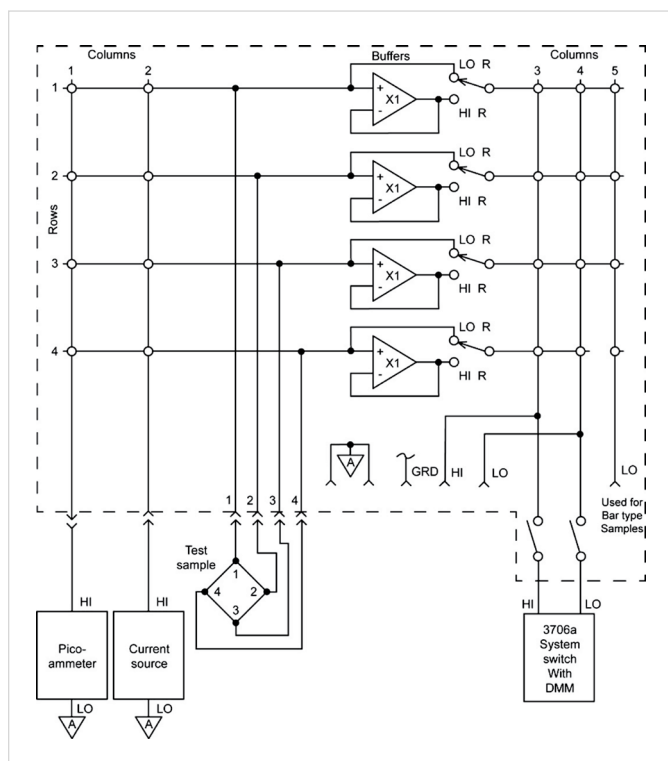 Columns
Buffers
Columns
1
2
3
4
5
LO R
1
+
X1
-
HI R
LO R
2
+
X1
-
HI R
Rows
LO R
3
+
X1
-
HI R
LO R
4
+
X1
-
HI R
A
GRD
HI
LO
LO
1
2
3
4
Used for
Bar type
Samples
Test
sample
1
4
2
3
HI
HI
HI
LO
Pico-
ammeter
Current
source
3706a
System
switch
With
DMM
LO
LO
A
A